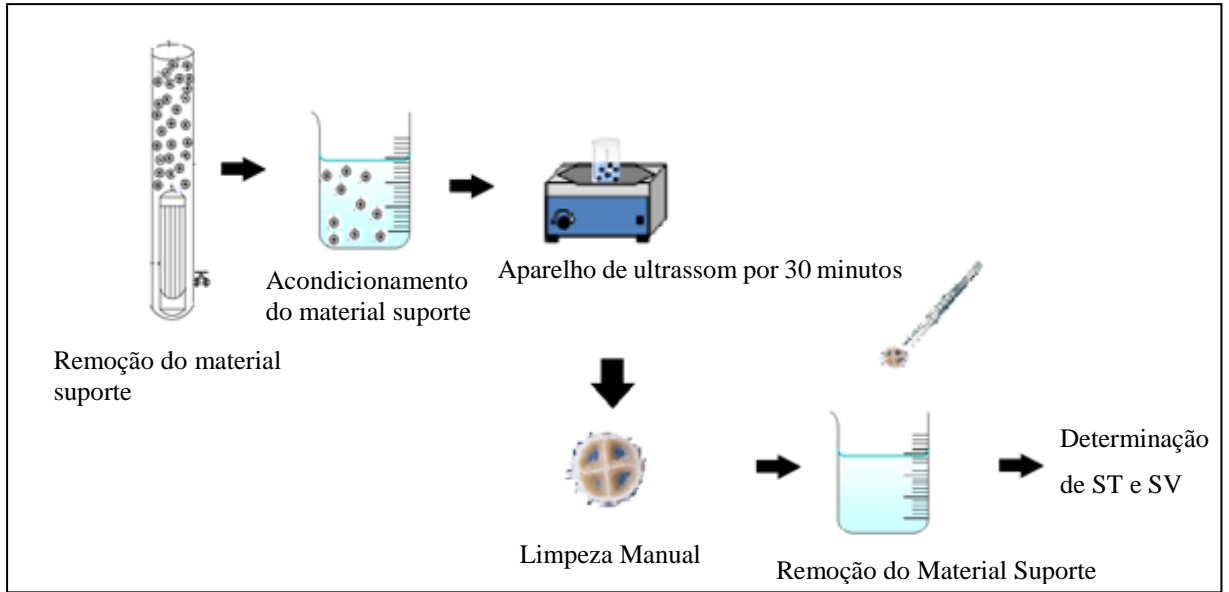 Remoção do material
suporte
Acondicionamento
do material suporte
Aparelho de ultrassom por 30 minutos
Limpeza Manual
Remoção do Material Suporte
Determinação
de ST e SV